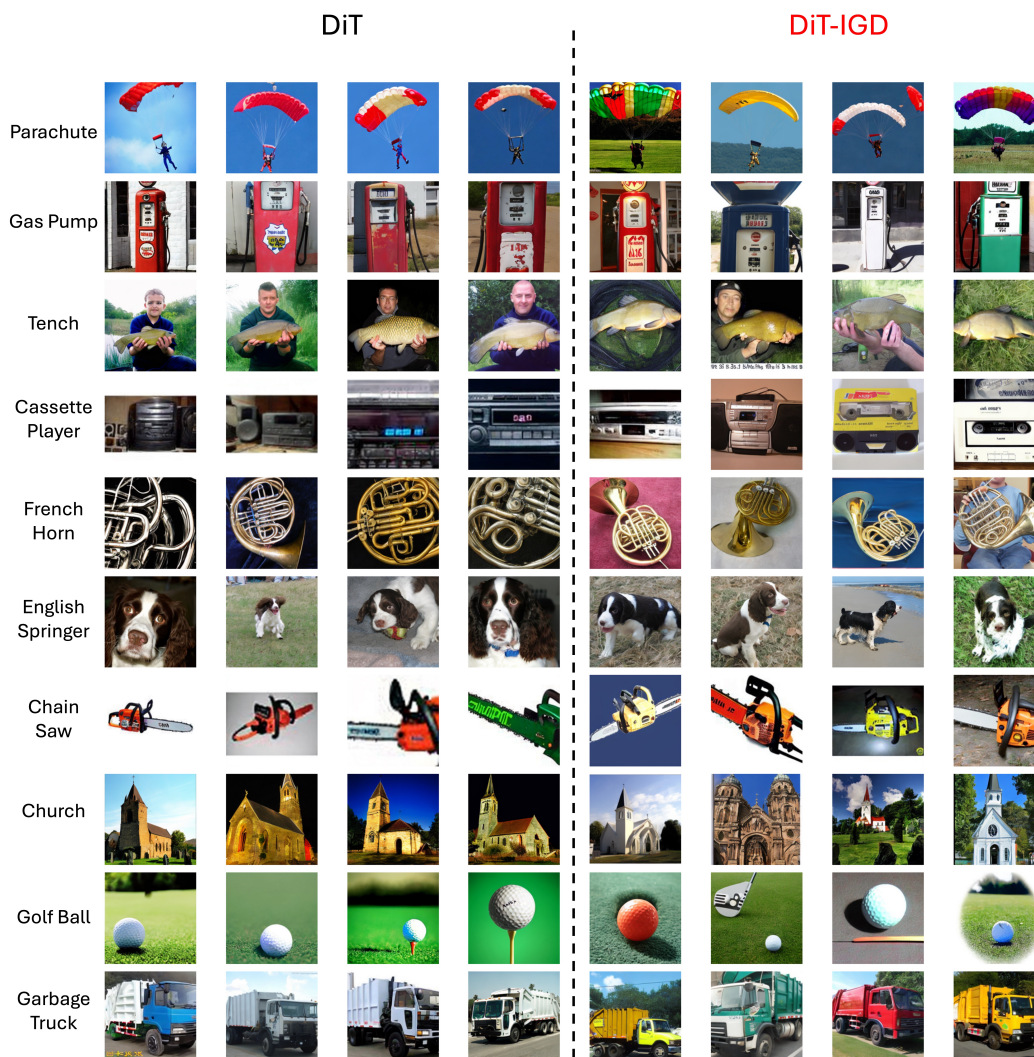 DiT
DiT-IGD
Parachute
Gas Pump
Tench
Cassette
Player
French
Horn
English
Springer
Chain
Saw
Church
Golf Ball
Garbage
Truck